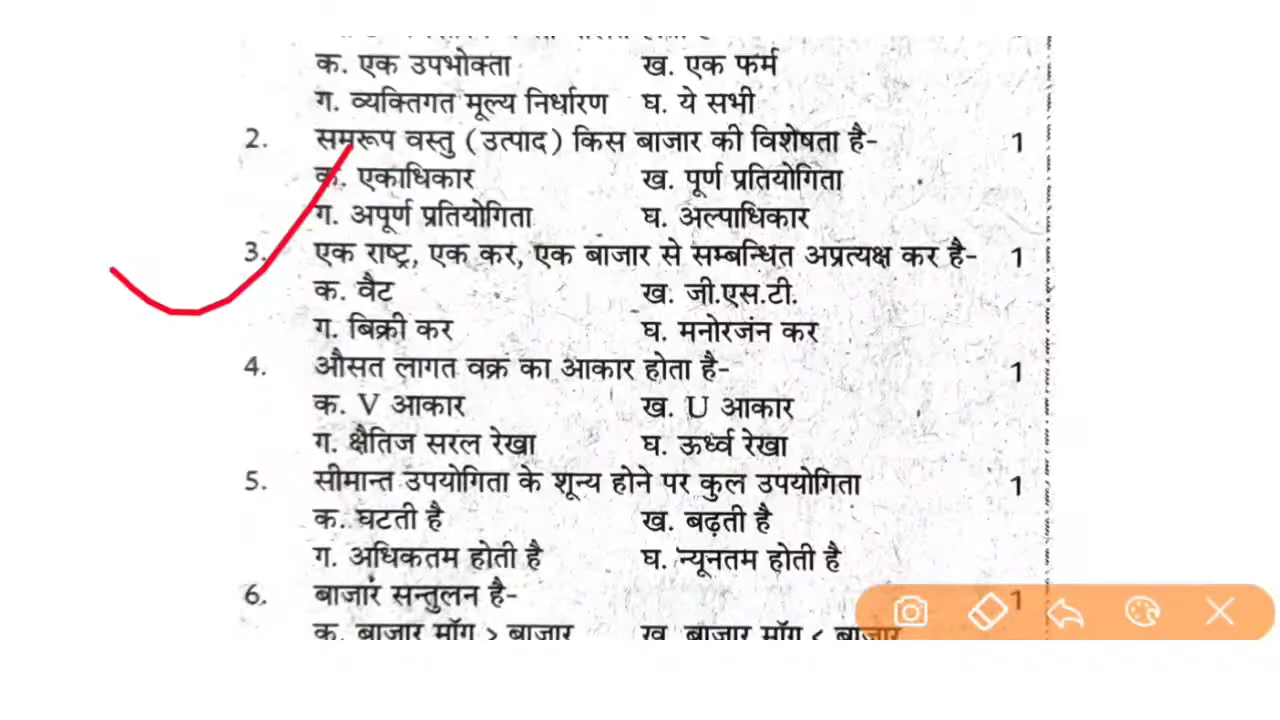 क. एक उपभोक्ता ख. एक फर्म
ग. व्यक्तिगत मूल्य निर्धारण घ. ये सभी
2. समरूप वस्तु (उत्पाद) किस बाजार की विशेषता है- 1
क. एकाधिकार ख. पूर्ण प्रतियोगिता
ग. अपूर्ण प्रतियोगिता घ. अल्पाधिकार
3. एक राष्ट्र, एक कर, एक बाजार से सम्बन्धित अप्रत्यक्ष कर है- 1
क. वैट ख. जी.एस.टी.
ग. बिक्री कर घ. मनोरजंन कर
4. औसत लागत वक्र का आकार होता है- 1
क. V आकार ख. U आकार
ग. क्षैतिज सरल रेखा घ. ऊर्ध्व रेखा
5. सीमान्त उपयोगिता के शून्य होने पर कुल उपयोगिता 1
क. घटती है ख. बढ़ती है
ग. अधिकतम होती है घ. न्यूनतम होती है
6. बाजार सन्तुलन है- 1
क. बाजार माँग > बाजार ख. बाजार माँग < बाजार